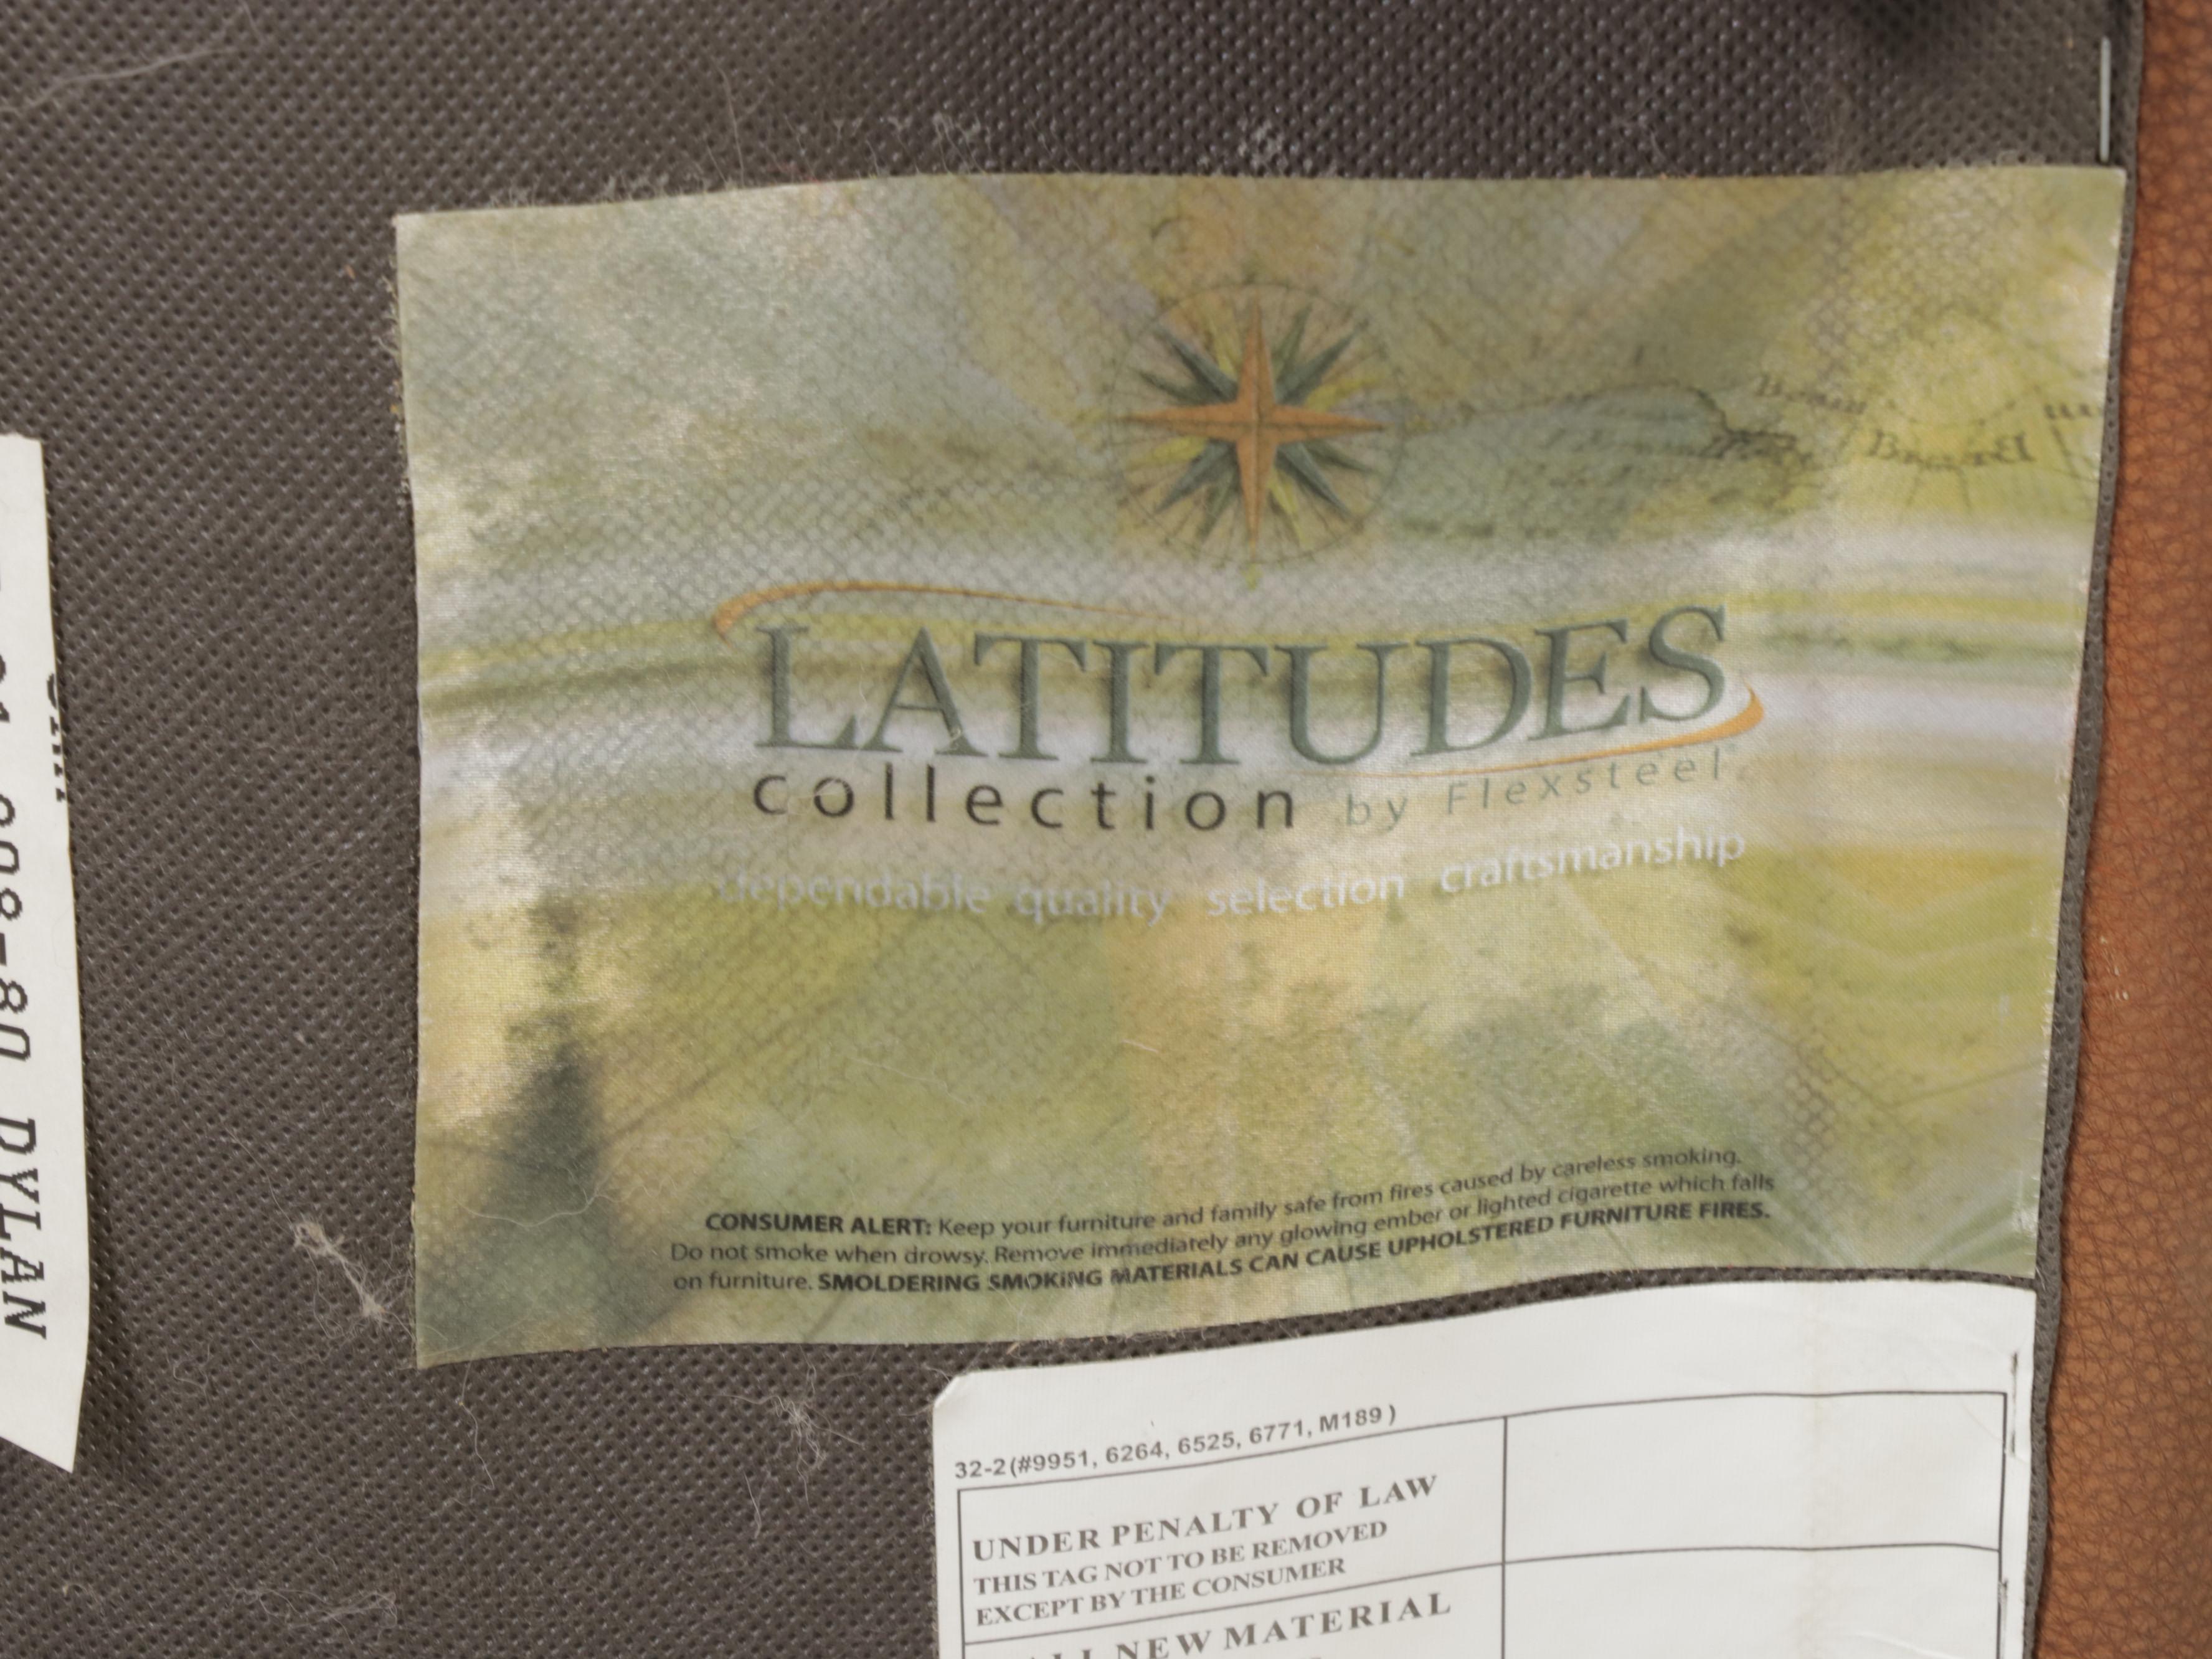 LATITUDES
collection by Flexsteel
dependable quality selection craftsmanship
CONSUMER ALERT: Keep your furniture and family safe from fires caused by careless smoking.
Do not smoke when drowsy. Remove immediately any glowing ember or lighted cigarette which falls
on furniture. SMOLDERING SMOKING MATERIALS CAN CAUSE UPHOLSTERED FURNITURE FIRES.
32-2(#9951, 6264, 6525, 6771, M189 )
UNDER PENALTY OF LAW
THIS TAG NOT TO BE REMOVED
EXCEPT BY THE CONSUMER
NEW MATERIAL
DYLAN